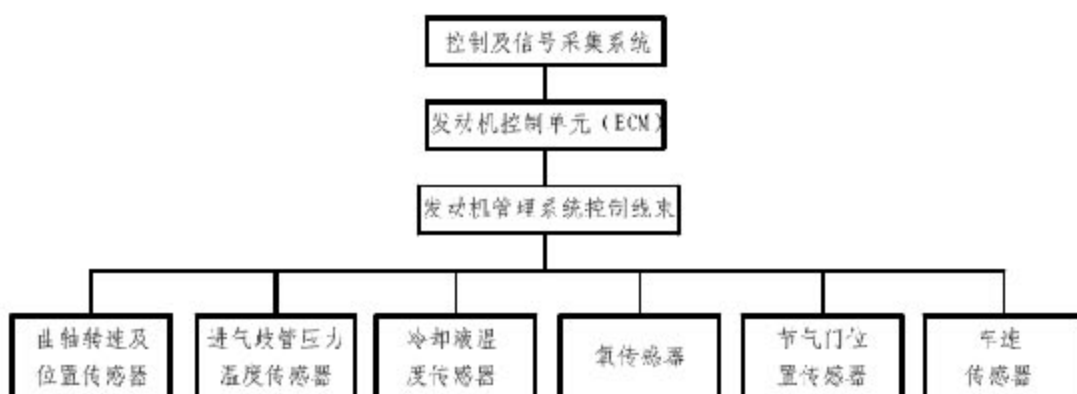 控制及信号采集系统
发动机控制单元（ECM）
发动机管理系统控制线束
曲轴转速及
位置传感器
进气歧管压力
温度传感器
冷却液温
度传感器
氧传感器
节气门位
置传感器
车速
传感器